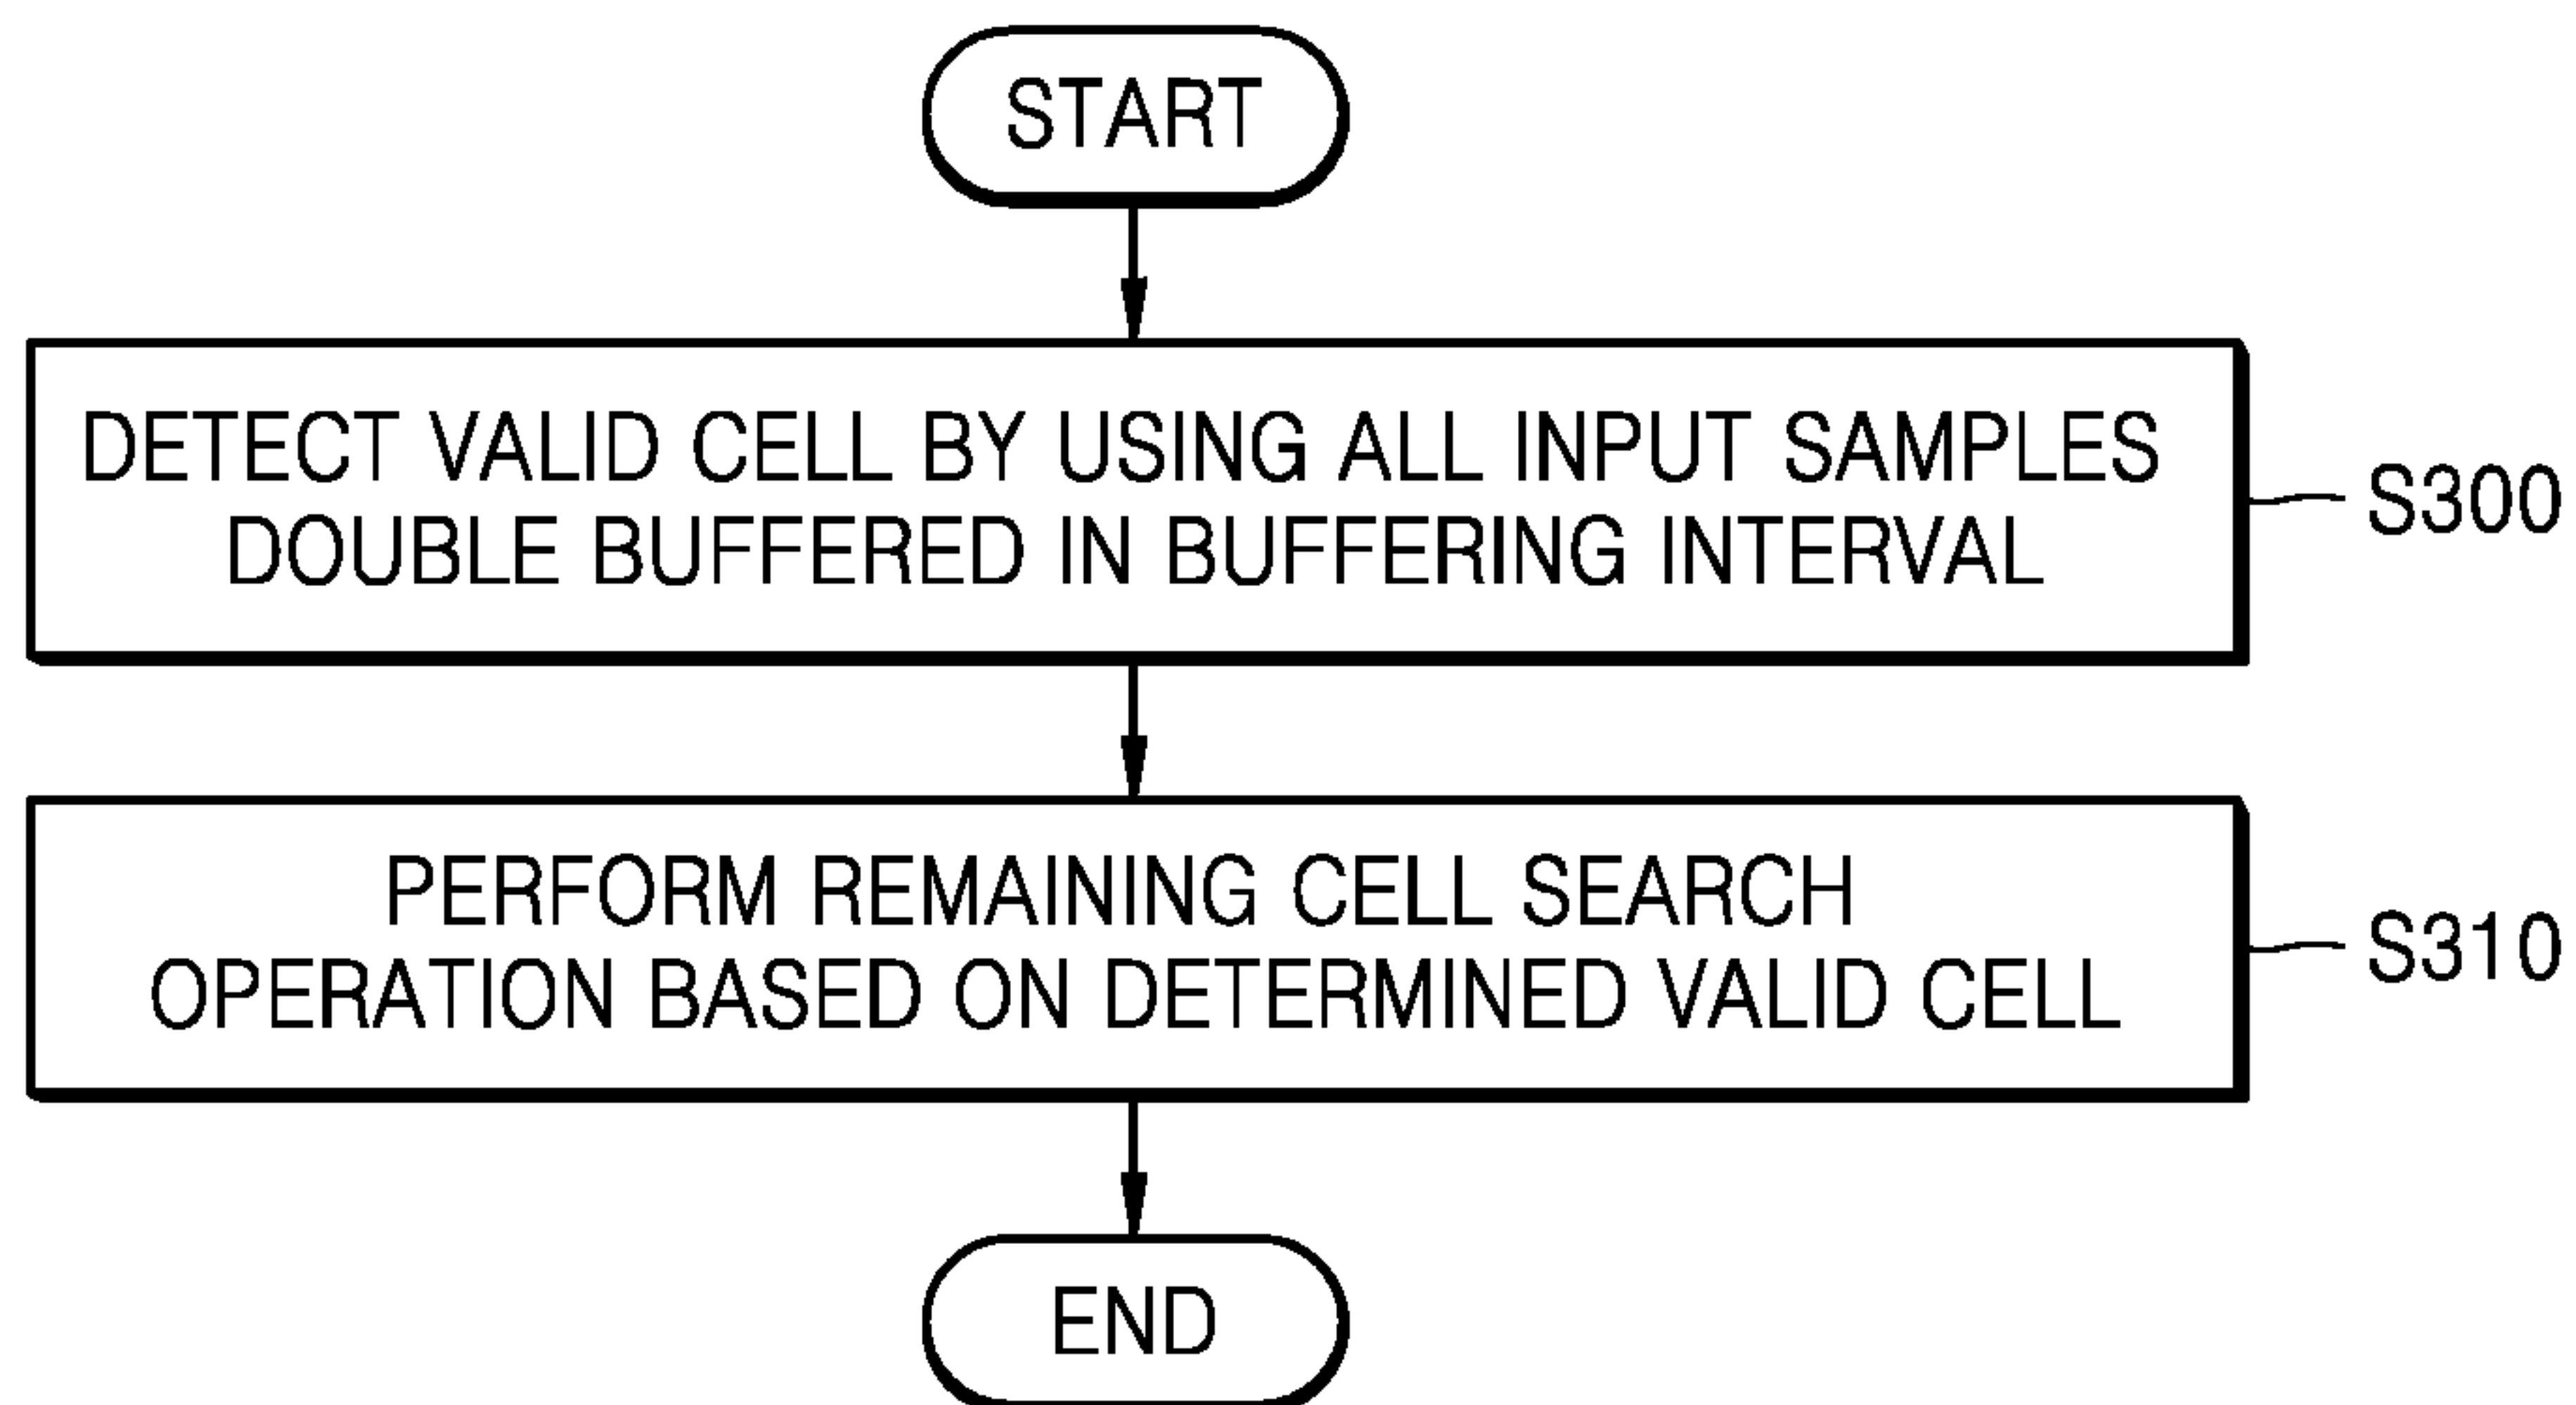 START
DETECT VALID CELL BY USING ALL INPUT SAMPLES
DOUBLE BUFFERED IN BUFFERING INTERVAL
S300
PERFORM REMAINING CELL SEARCH
OPERATION BASED ON DETERMINED VALID CELL
S310
END